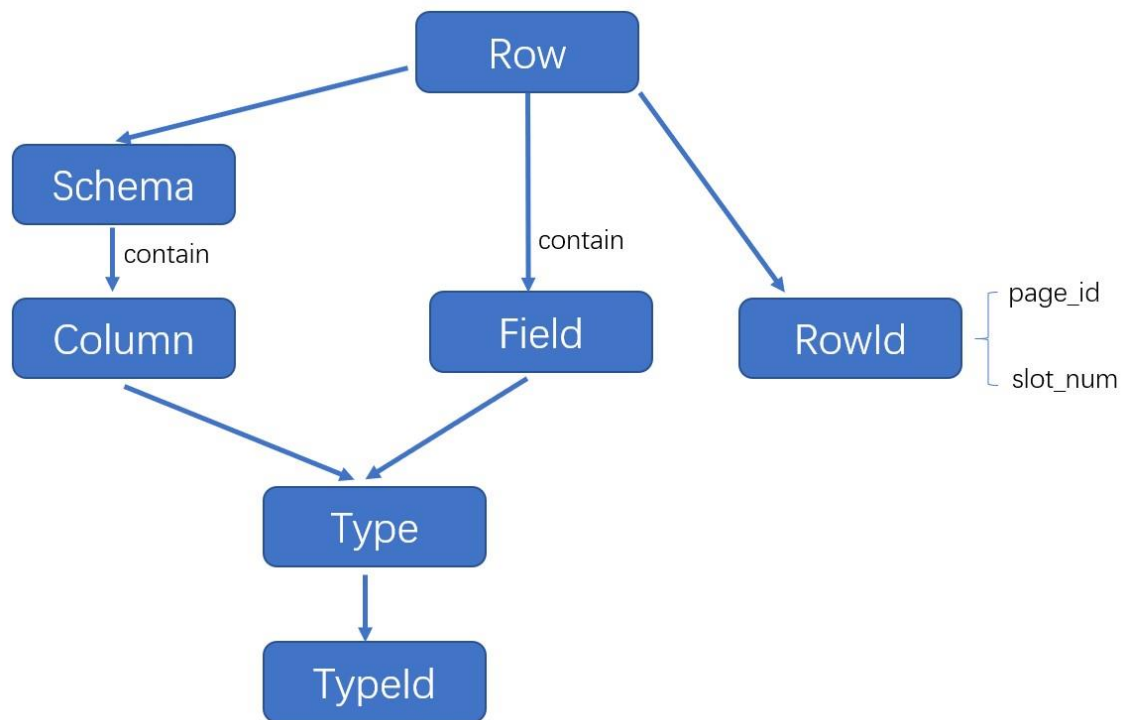 Row
Schema
contain
contain
Column
Field
RowId
page_id
slot_num
Type
TypeId